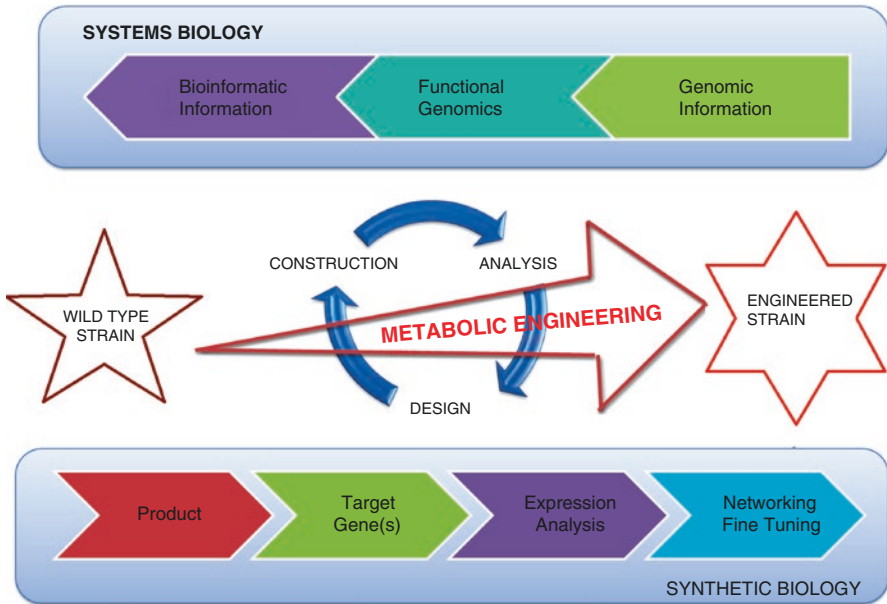 SYSTEMS BIOLOGY
Bioinformatic
Information
Functional
Genomics
Genomic
Information
CONSTRUCTION
ANALYSIS
WILD TYPE
STRAIN
METABOLIC ENGINEERING
ENGINEERED
STRAIN
DESIGN
Product
Target
Gene(s)
Expression
Analysis
Networking
Fine Tuning
SYNTHETIC BIOLOGY